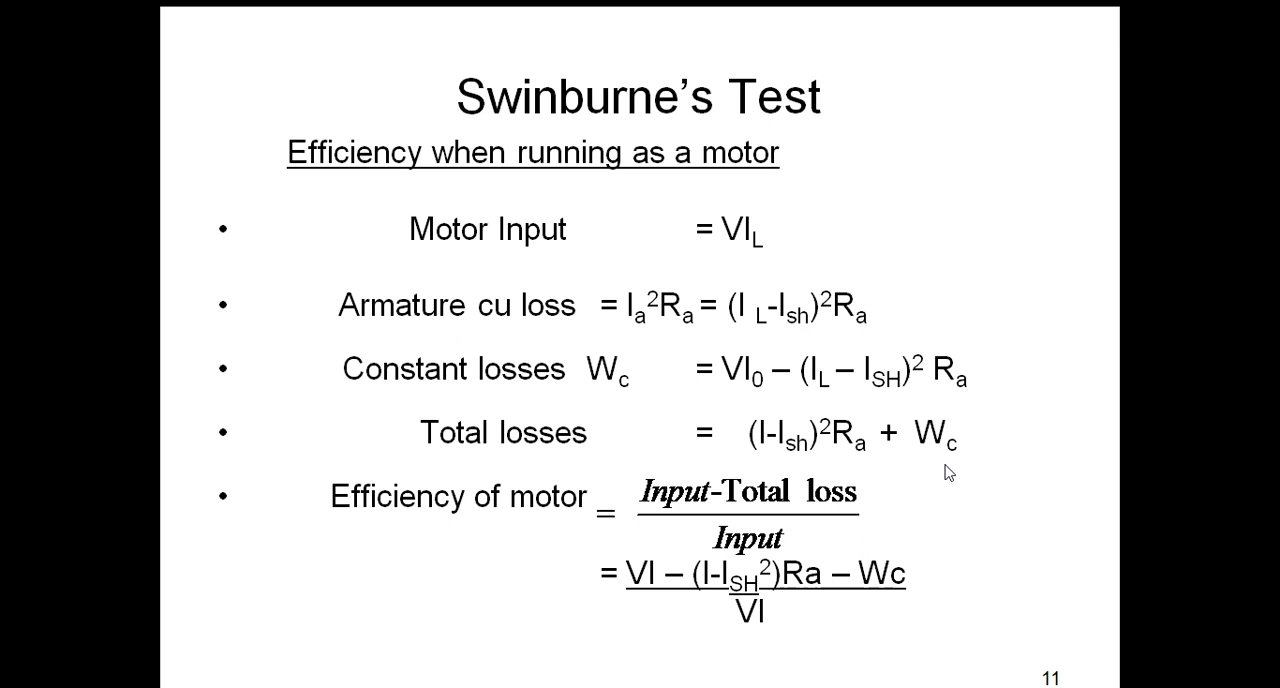 Swinburne's Test
Efficiency when running as a motor
• Motor Input = VI_L
• Armature cu loss = I_a²R_a = (I_L-I_sh)²R_a
• Constant losses W_c = VI₀ – (I_L – I_SH)² R_a
• Total losses = (I-I_sh)²R_a + W_c
• Efficiency of motor = Input-Total loss
Input
= VI – (I-I_SH²)Ra – Wc
VI
11